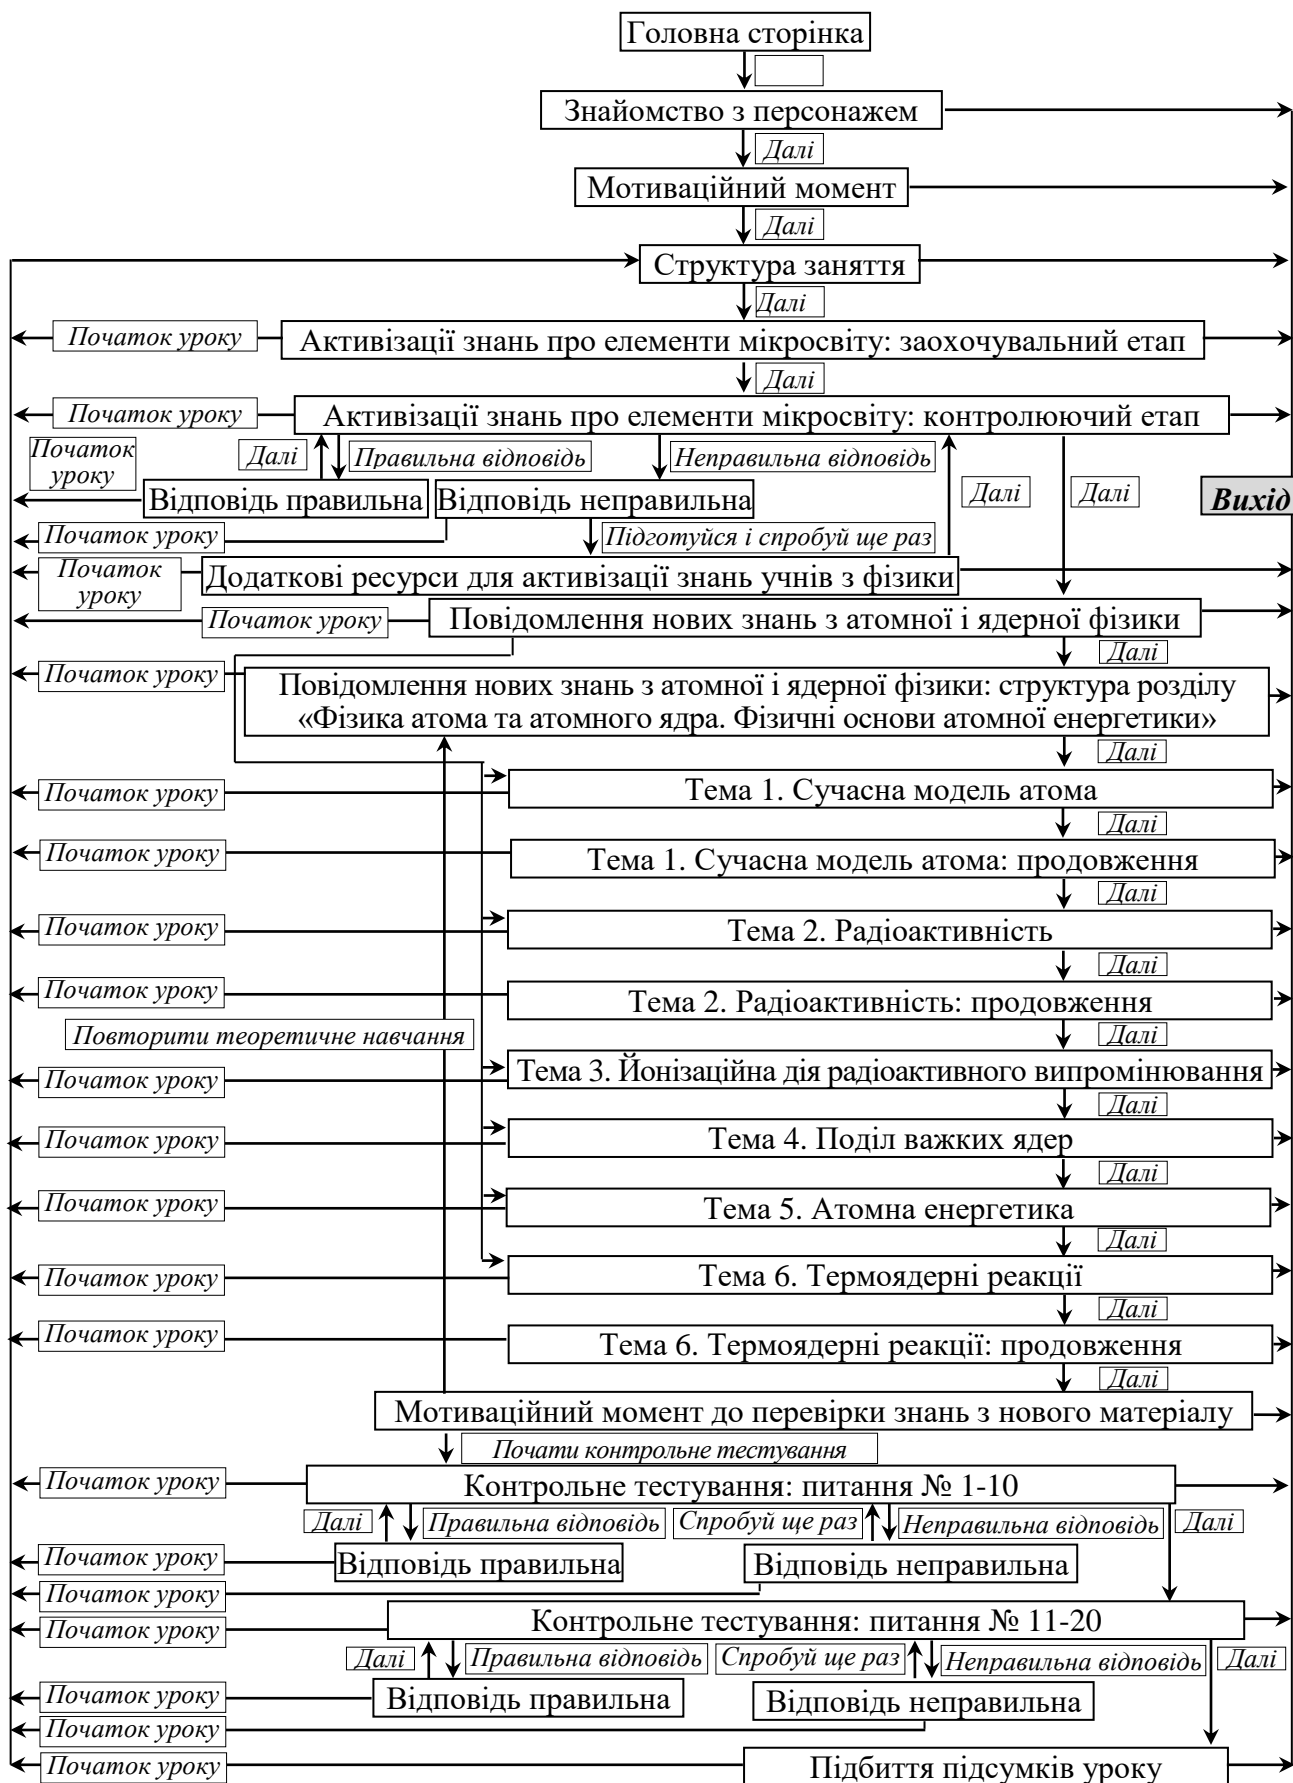 Головна сторінка
Знайомство з персонажем
Далі
Мотиваційний момент
Далі
Структура заняття
Далі
Початок уроку
Активізації знань про елементи мікросвіту: заохочувальний етап
Далі
Початок уроку
Активізації знань про елементи мікросвіту: контролюючий етап
Початок
уроку
Далі
Правильна відповідь
Неправильна відповідь
Відповідь правильна
Відповідь неправильна
Далі
Далі
Вихід
Початок уроку
Підготуйся і спробуй ще раз
Початок
уроку
Додаткові ресурси для активізації знань учнів з фізики
Початок уроку
Повідомлення нових знань з атомної і ядерної фізики
Далі
Початок уроку
Повідомлення нових знань з атомної і ядерної фізики: структура розділу
«Фізика атома та атомного ядра. Фізичні основи атомної енергетики»
Далі
Початок уроку
Тема 1. Сучасна модель атома
Далі
Початок уроку
Тема 1. Сучасна модель атома: продовження
Далі
Початок уроку
Тема 2. Радіоактивність
Далі
Початок уроку
Тема 2. Радіоактивність: продовження
Повторити теоретичне навчання
Далі
Початок уроку
Тема 3. Йонізаційна дія радіоактивного випромінювання
Далі
Початок уроку
Тема 4. Поділ важких ядер
Далі
Початок уроку
Тема 5. Атомна енергетика
Далі
Початок уроку
Тема 6. Термоядерні реакції
Далі
Початок уроку
Тема 6. Термоядерні реакції: продовження
Далі
Мотиваційний момент до перевірки знань з нового матеріалу
Почати контрольне тестування
Початок уроку
Контрольне тестування: питання № 1-10
Далі
Правильна відповідь
Спробуй ще раз
Неправильна відповідь
Далі
Початок уроку
Відповідь правильна
Відповідь неправильна
Початок уроку
Початок уроку
Контрольне тестування: питання № 11-20
Далі
Правильна відповідь
Спробуй ще раз
Неправильна відповідь
Далі
Початок уроку
Відповідь правильна
Відповідь неправильна
Початок уроку
Початок уроку
Підбиття підсумків уроку